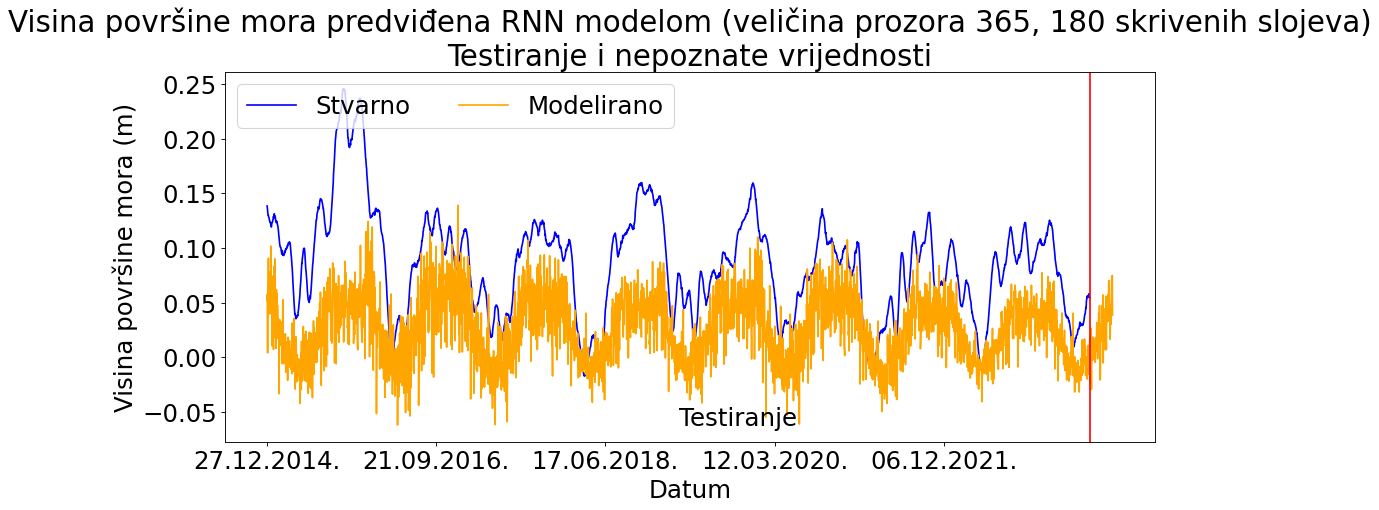 Visina površine mora predviđena RNN modelom (veličina prozora 365, 180 skrivenih slojeva)
Testiranje i nepoznate vrijednosti
Stvarno
Modelirano
Visina površine mora (m)
0.25
0.20
0.15
0.10
0.05
0.00
−0.05
Testiranje
27.12.2014.
21.09.2016.
17.06.2018.
12.03.2020.
06.12.2021.
Datum